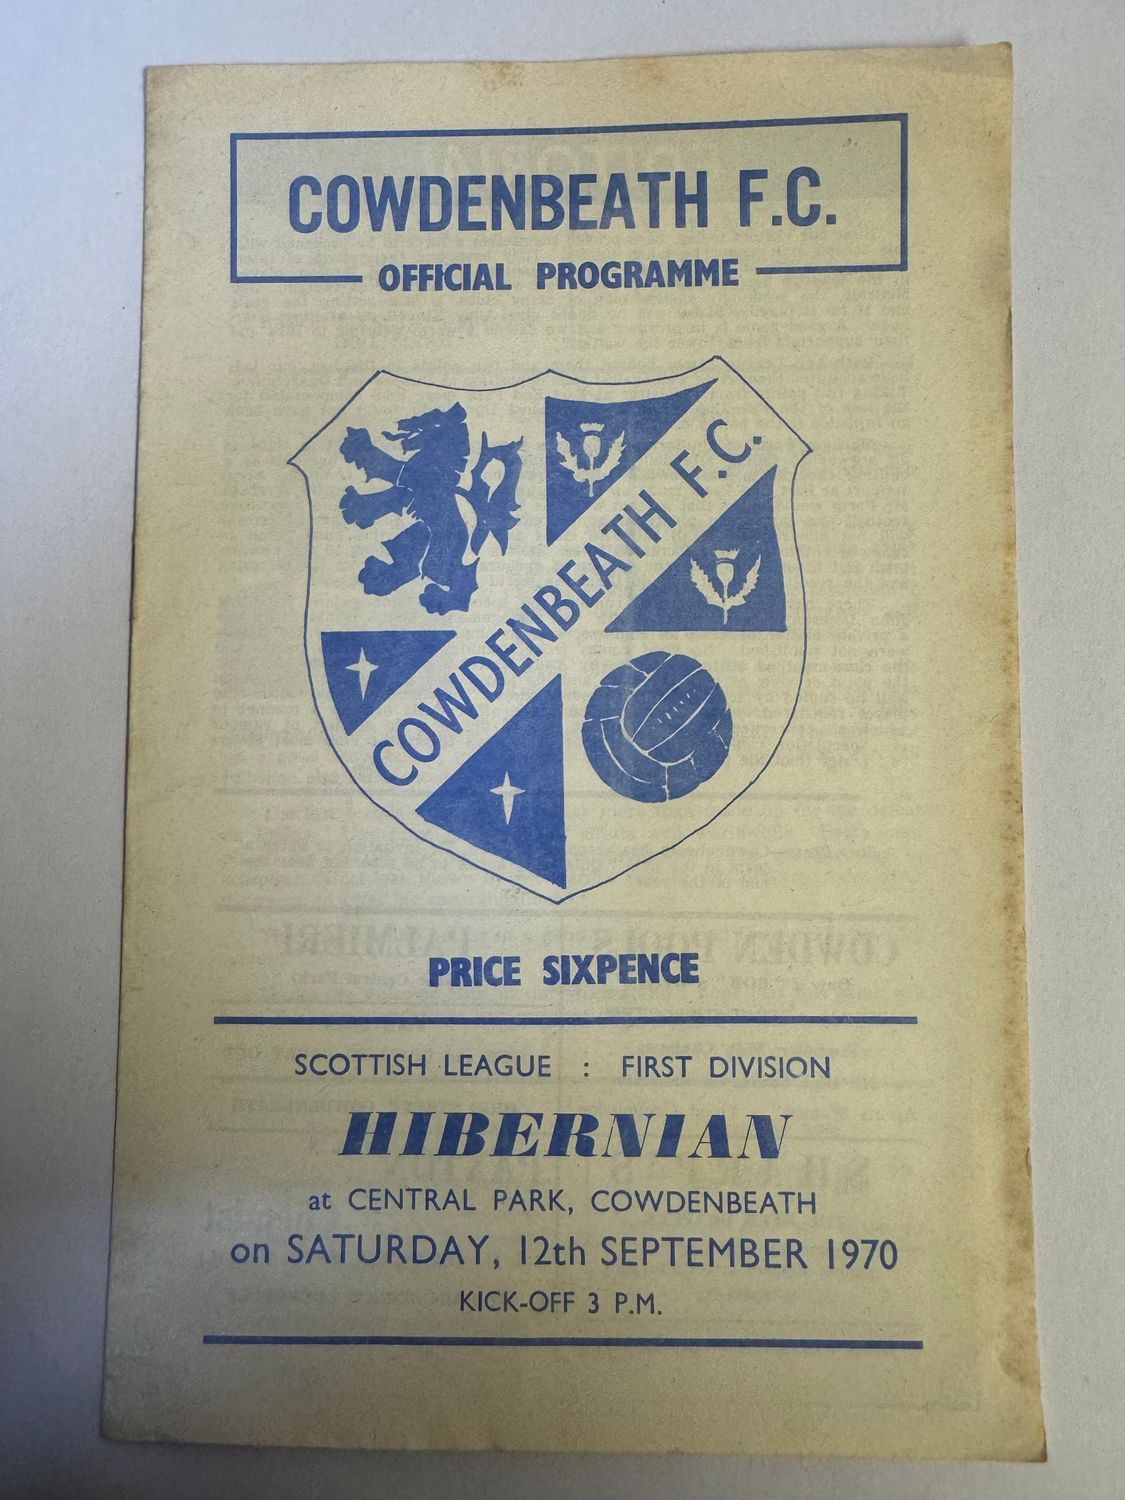 COWDENBEATH F.C.
OFFICIAL PROGRAMME
COWDENBEATH F.C.
PRICE SIXPENCE
SCOTTISH LEAGUE : FIRST DIVISION
HIBERNIAN
at CENTRAL PARK, COWDENBEATH
on SATURDAY, 12th SEPTEMBER 1970
KICK-OFF 3 P.M.